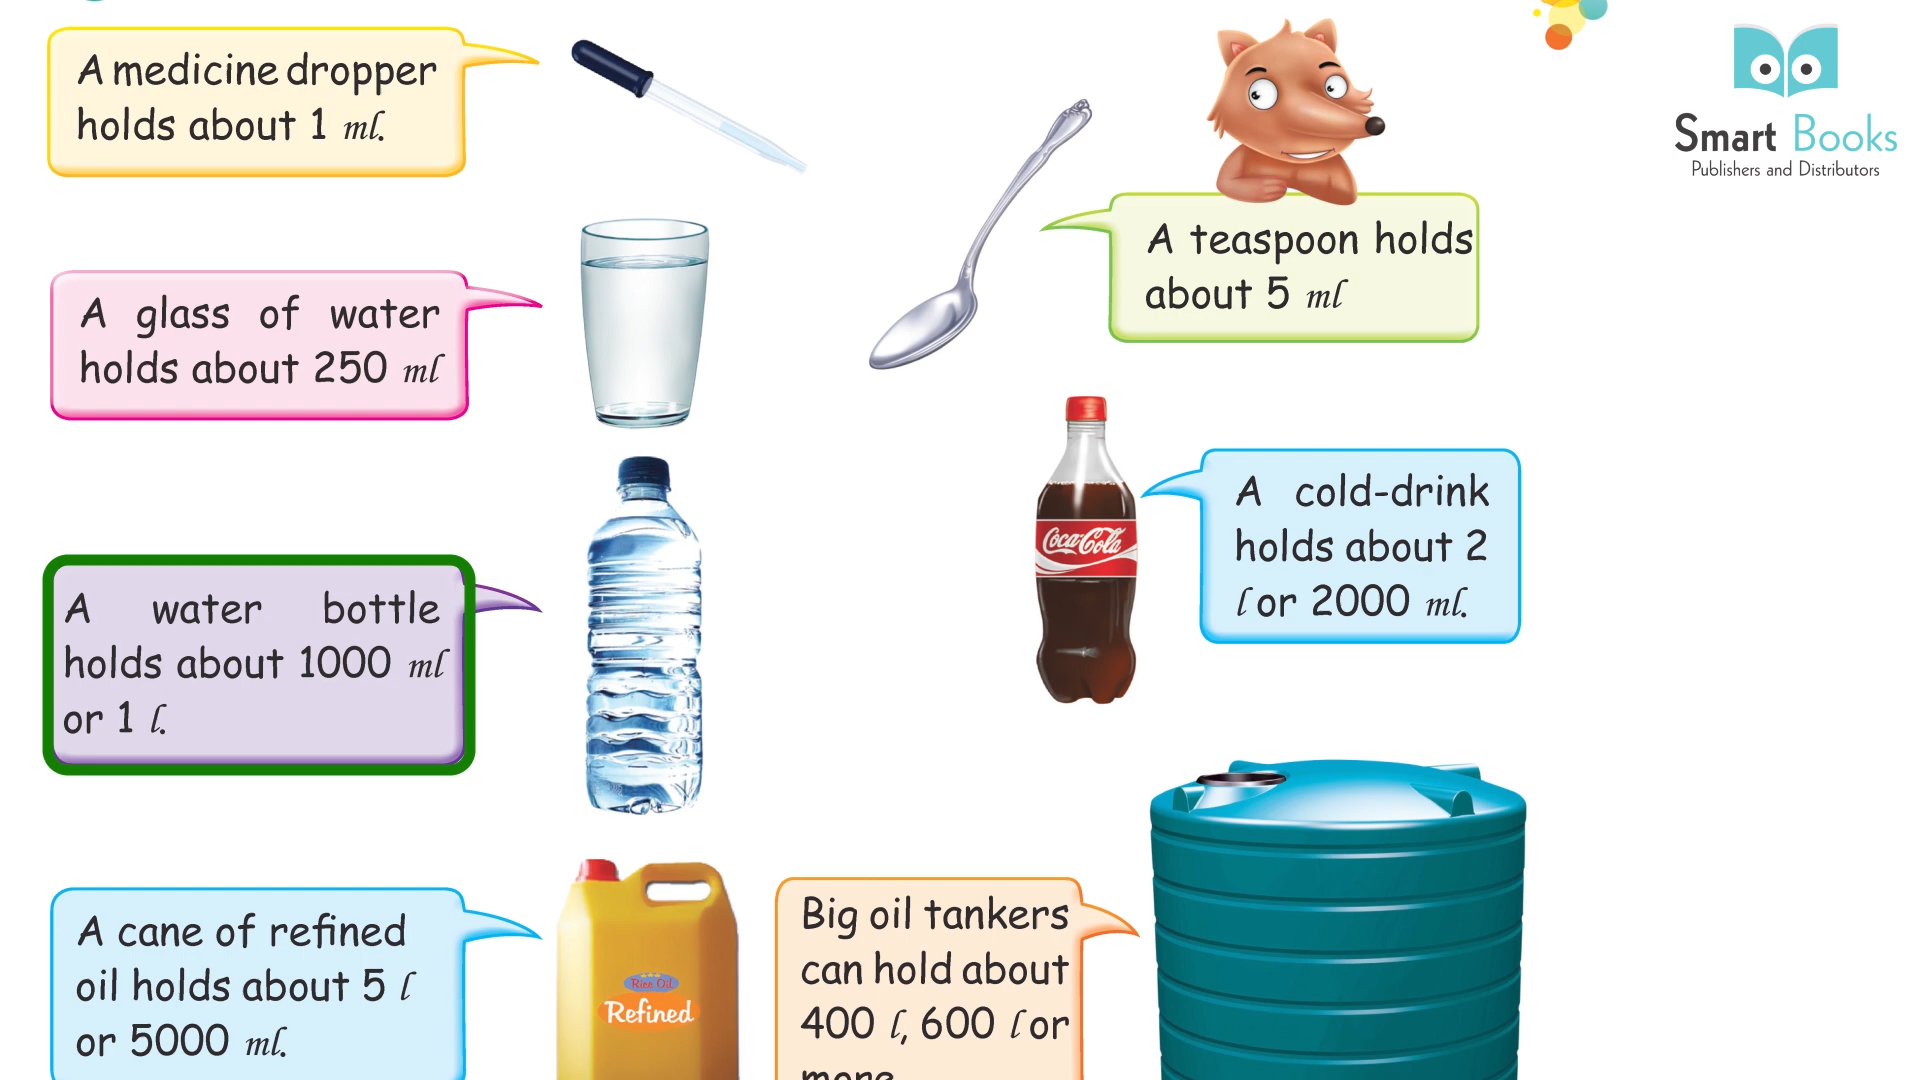 A medicine dropper
holds about 1 ml.
Smart Books
Publishers and Distributors
A teaspoon holds
about 5 ml
A glass of water
holds about 250 ml
A cold-drink
holds about 2
l or 2000 ml.
Coca-Cola
A water bottle
holds about 1000 ml
or 1 l.
A cane of refined
oil holds about 5 l
or 5000 ml.
Rice Oil
Refined
Big oil tankers
can hold about
400 l, 600 l or
more